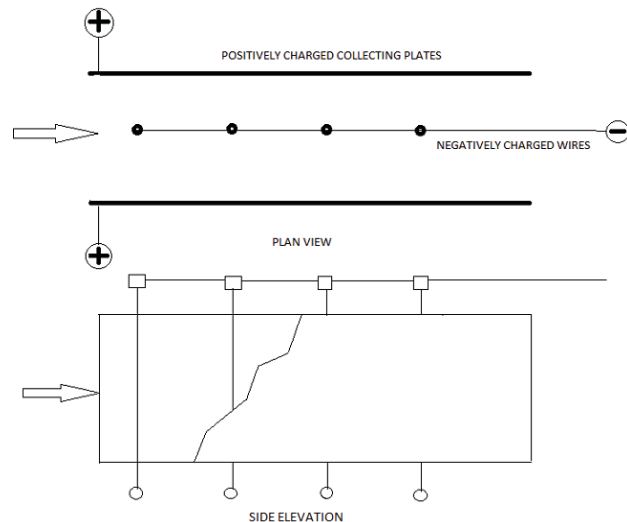 POSITIVELY CHARGED COLLECTING PLATES
NEGATIVELY CHARGED WIRES
PLAN VIEW
SIDE ELEVATION